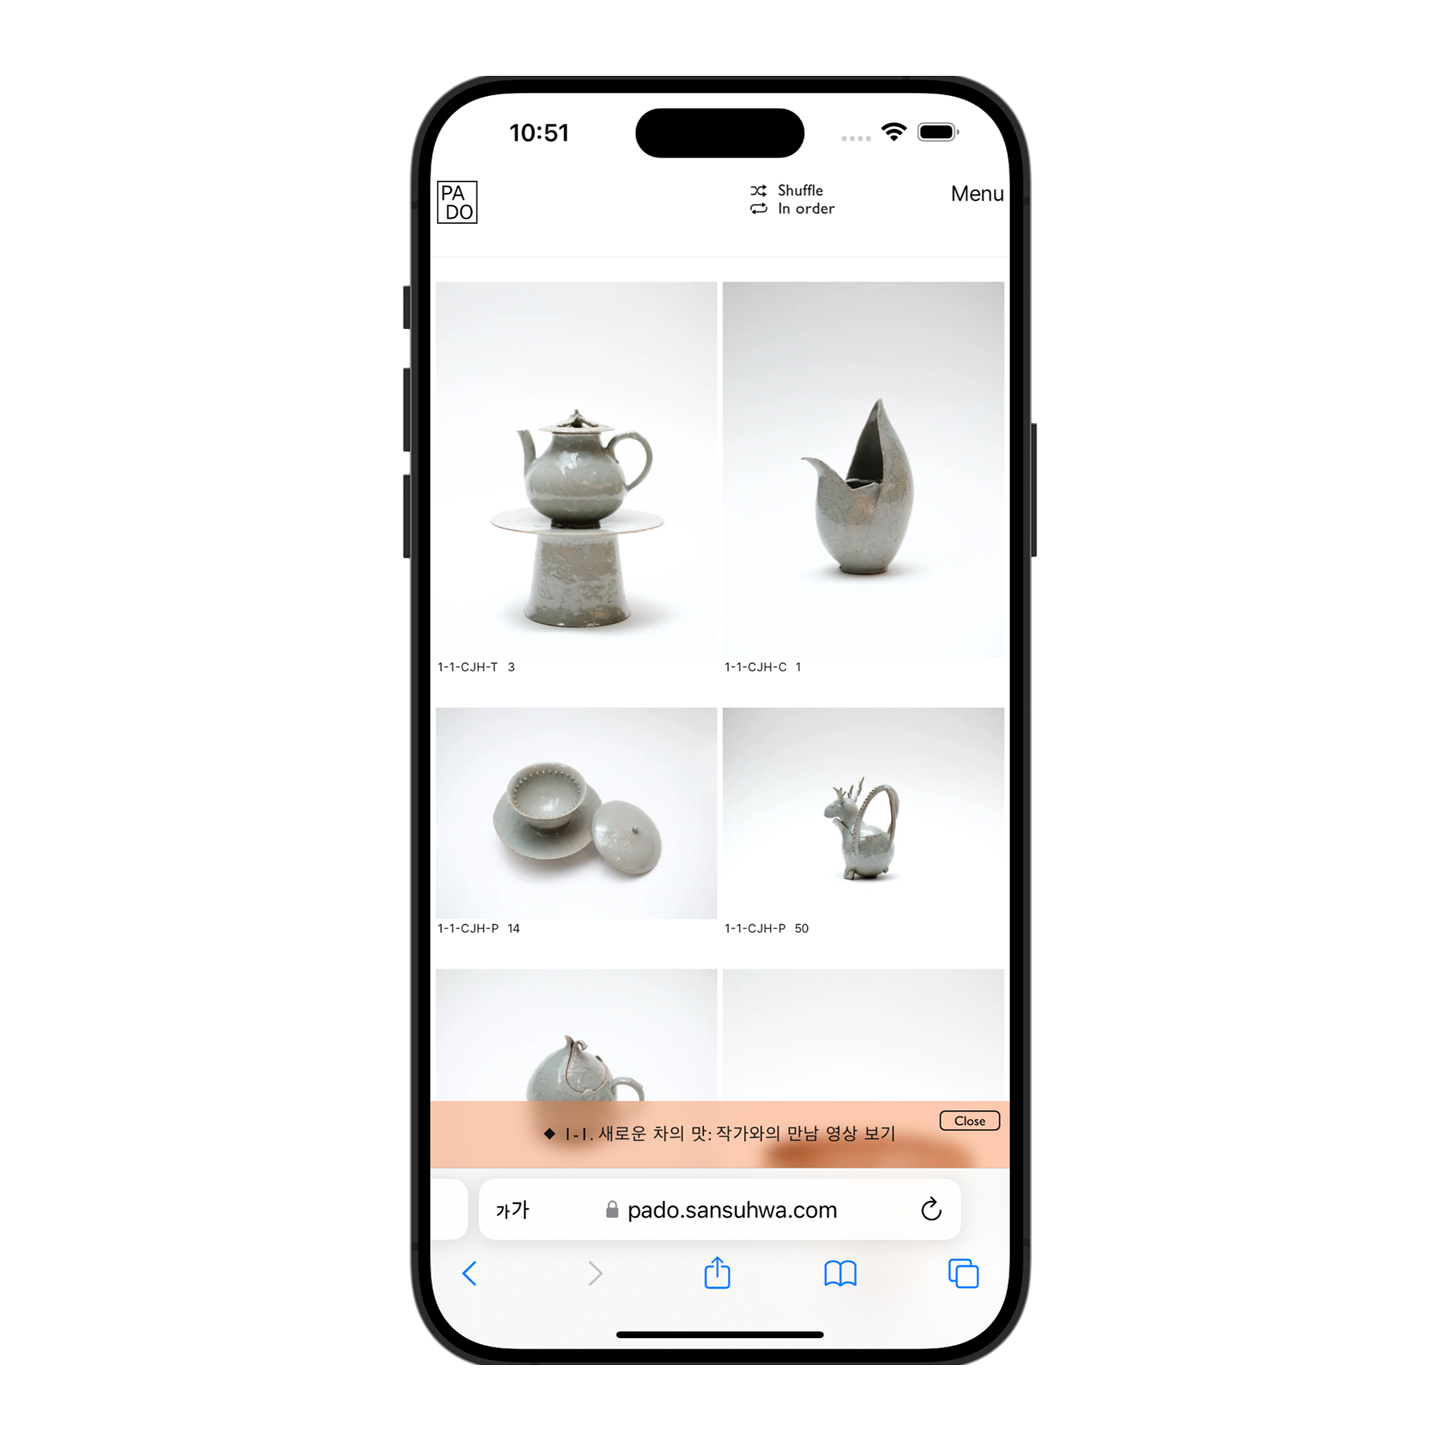 10:51
PA
DO
Shuffle
In order
Menu
1-1-CJH-T 3
1-1-CJH-C 1
1-1-CJH-P 14
1-1-CJH-P 50
Close
◆ 1-1. 새로운 차의 맛: 작가와의 만남 영상 보기
가가 pado.sansuhwa.com